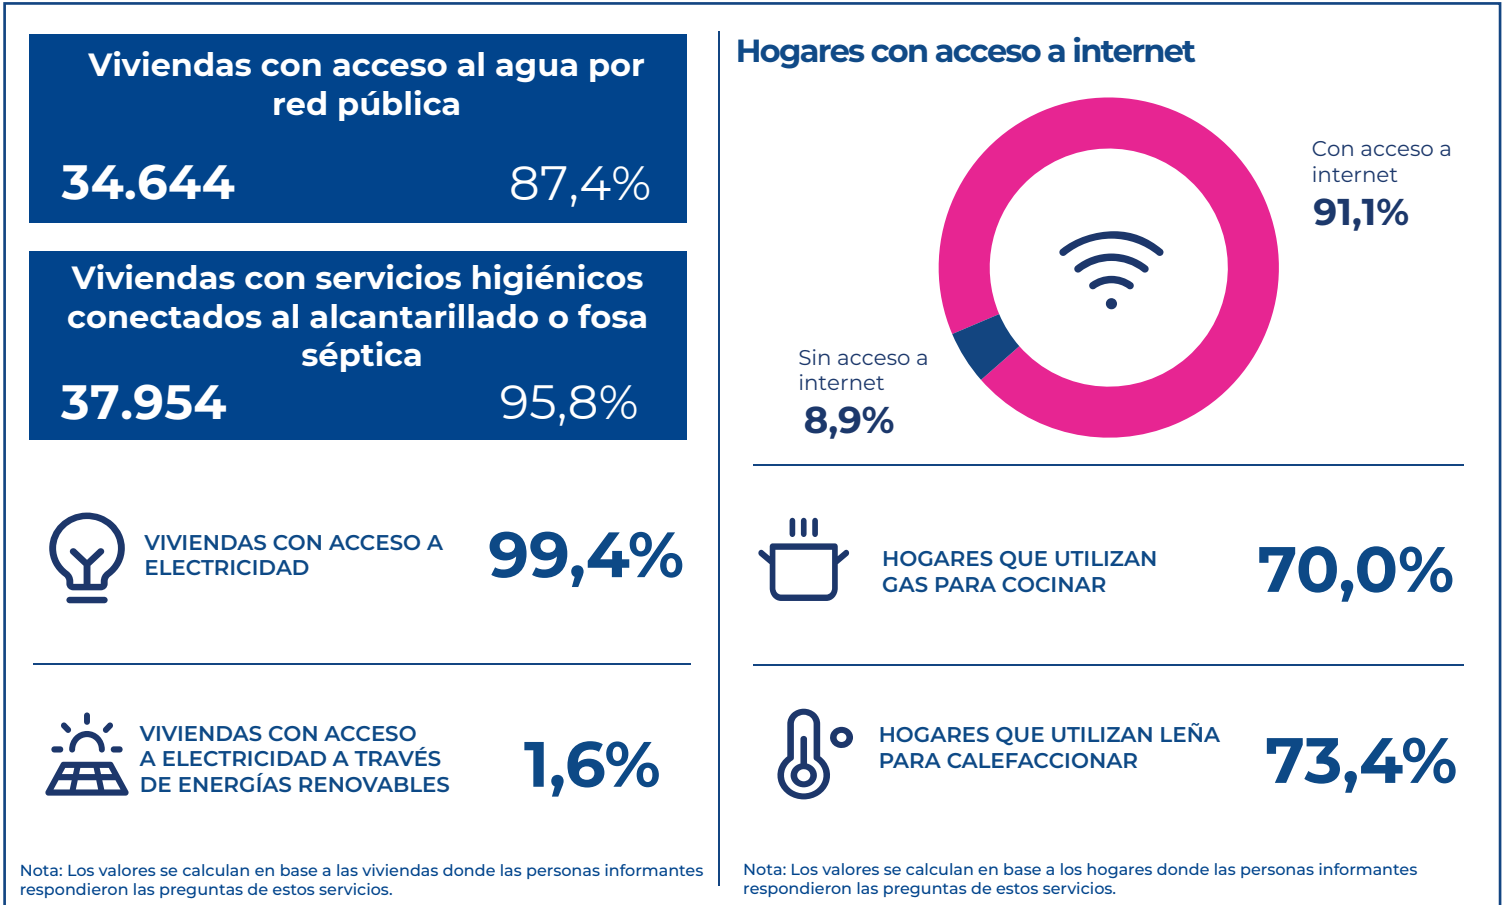 Viviendas con acceso al agua por
red pública
34.644
87,4%
Viviendas con servicios higiénicos
conectados al alcantarillado o fosa
séptica
37.954
95,8%
VIVIENDAS CON ACCESO A
ELECTRICIDAD
99,4%
VIVIENDAS CON ACCESO
A ELECTRICIDAD A TRAVÉS
DE ENERGÍAS RENOVABLES
1,6%
Nota: Los valores se calculan en base a las viviendas donde las personas informantes
respondieron las preguntas de estos servicios.
Hogares con acceso a internet
Con acceso a
internet
91,1%
Sin acceso a
internet
8,9%
HOGARES QUE UTILIZAN
GAS PARA COCINAR
70,0%
HOGARES QUE UTILIZAN LEÑA
PARA CALEFACCIONAR
73,4%
Nota: Los valores se calculan en base a los hogares donde las personas informantes
respondieron las preguntas de estos servicios.